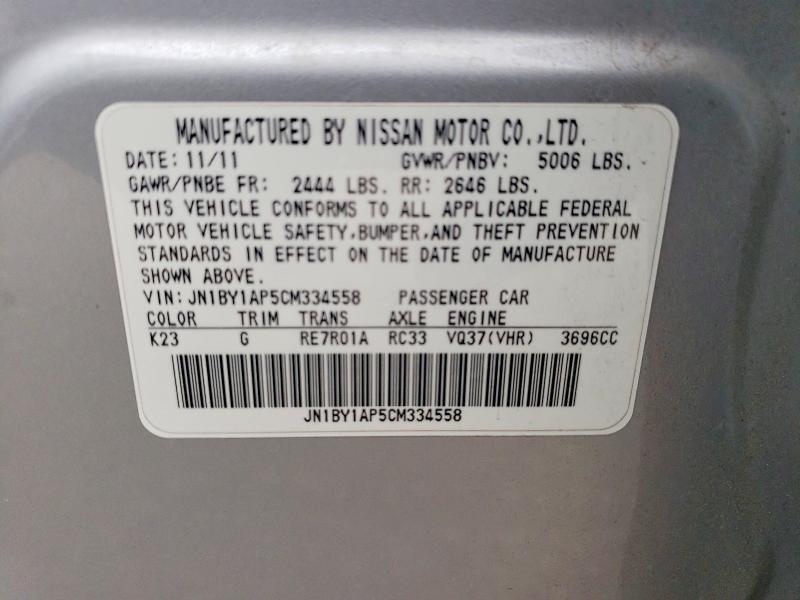 MANUFACTURED BY NISSAN MOTOR CO.,LTD.
DATE: 11/11 GVWR/PNBV: 5006 LBS.
GAWR/PNBE FR: 2444 LBS. RR: 2646 LBS.
THIS VEHICLE CONFORMS TO ALL APPLICABLE FEDERAL
MOTOR VEHICLE SAFETY,BUMPER,AND THEFT PREVENTION
STANDARDS IN EFFECT ON THE DATE OF MANUFACTURE
SHOWN ABOVE.
VIN: JN1BY1AP5CM334558 PASSENGER CAR
COLOR TRIM TRANS AXLE ENGINE
K23 G RE7R01A RC33 VQ37(VHR) 3696CC
JN1BY1AP5CM334558